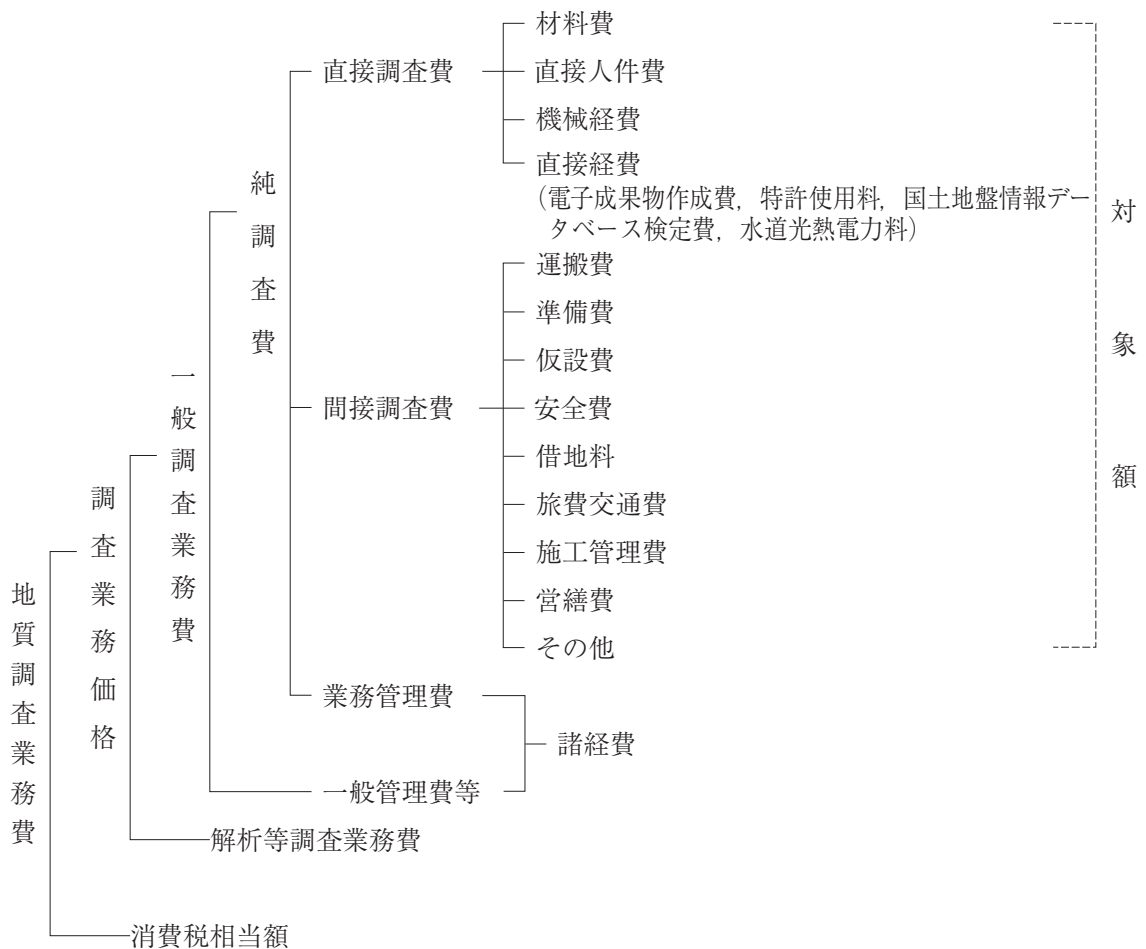 材料費
直接調査費
直接人件費
機械経費
直接経費
（電子成果物作成費，特許使用料，国土地盤情報デー
タベース検定費，水道光熱電力料）
純調査費
運搬費
準備費
仮設費
間接調査費
安全費
借地料
旅費交通費
施工管理費
営繕費
その他
対象額
一般調査業務費
業務管理費
諸経費
一般管理費等
調査業務価格
解析等調査業務費
地質調査業務費
消費税相当額